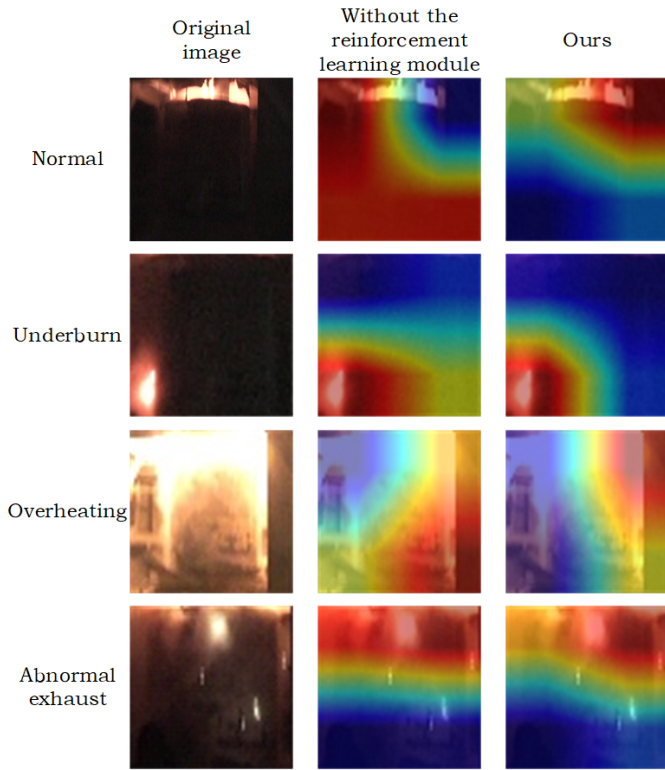 Original
image
Without the
reinforcement
learning module
Ours
Normal
Underburn
Overheating
Abnormal
exhaust